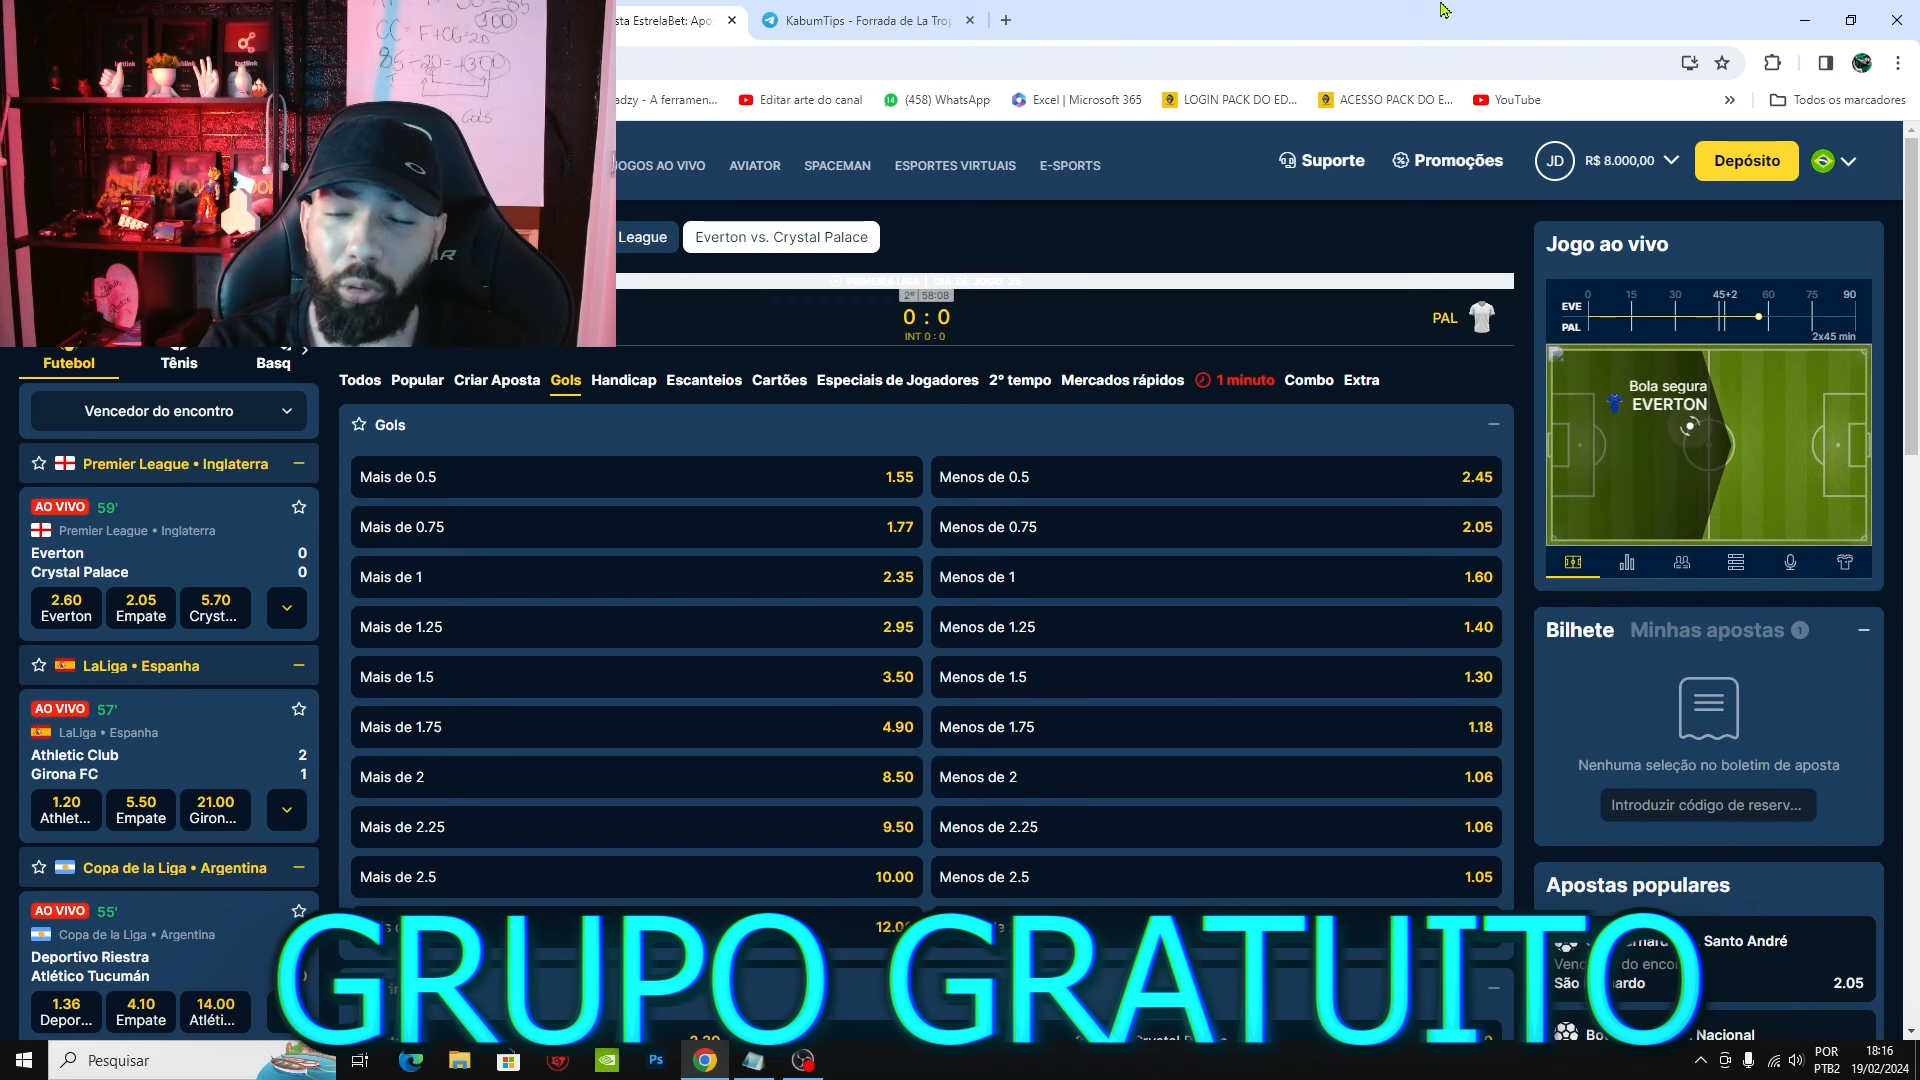 sta EstrelaBet: Apo
KabumTips - Forrada de La Trop
CC = F+CG=20
Gols
adzy - A ferramen...
Editar arte do canal
(458) WhatsApp
Excel | Microsoft 365
LOGIN PACK DO ED...
ACESSO PACK DO E...
YouTube
Todos os marcadores
JOGOS AO VIVO
AVIATOR
SPACEMAN
ESPORTES VIRTUAIS
E-SPORTS
Suporte
Promoções
JD
R$ 8.000,00
Depósito
League
Everton vs. Crystal Palace
2º | 58:08
0 : 0
INT 0 : 0
PAL
Futebol
Tênis
Basq
Vencedor do encontro
Premier League • Inglaterra
AO VIVO 59'
Premier League • Inglaterra
Everton 0
Crystal Palace 0
2.60 2.05 5.70
Everton Empate Cryst...
LaLiga • Espanha
AO VIVO 57'
LaLiga • Espanha
Athletic Club 2
Girona FC 1
1.20 5.50 21.00
Athlet... Empate Giron...
Copa de la Liga • Argentina
AO VIVO 55'
Copa de la Liga • Argentina
Deportivo Riestra
Atlético Tucumán
1.36 4.10 14.00
Depor... Empate Atléti...
Todos Popular Criar Aposta Gols Handicap Escanteios Cartões Especiais de Jogadores 2º tempo Mercados rápidos 1 minuto Combo Extra
Gols
Mais de 0.5 1.55 Menos de 0.5 2.45
Mais de 0.75 1.77 Menos de 0.75 2.05
Mais de 1 2.35 Menos de 1 1.60
Mais de 1.25 2.95 Menos de 1.25 1.40
Mais de 1.5 3.50 Menos de 1.5 1.30
Mais de 1.75 4.90 Menos de 1.75 1.18
Mais de 2 8.50 Menos de 2 1.06
Mais de 2.25 9.50 Menos de 2.25 1.06
Mais de 2.5 10.00 Menos de 2.5 1.05
Jogo ao vivo
0 15 30 45+2 60 75 90
EVE
PAL
2x45 min
Bola segura
EVERTON
Bilhete Minhas apostas 1
Nenhuma seleção no boletim de aposta
Introduzir código de reserv...
Apostas populares
Santo André
2.05
Nacional
GRUPO GRATUITO
Pesquisar
POR
PTB2
18:16
19/02/2024